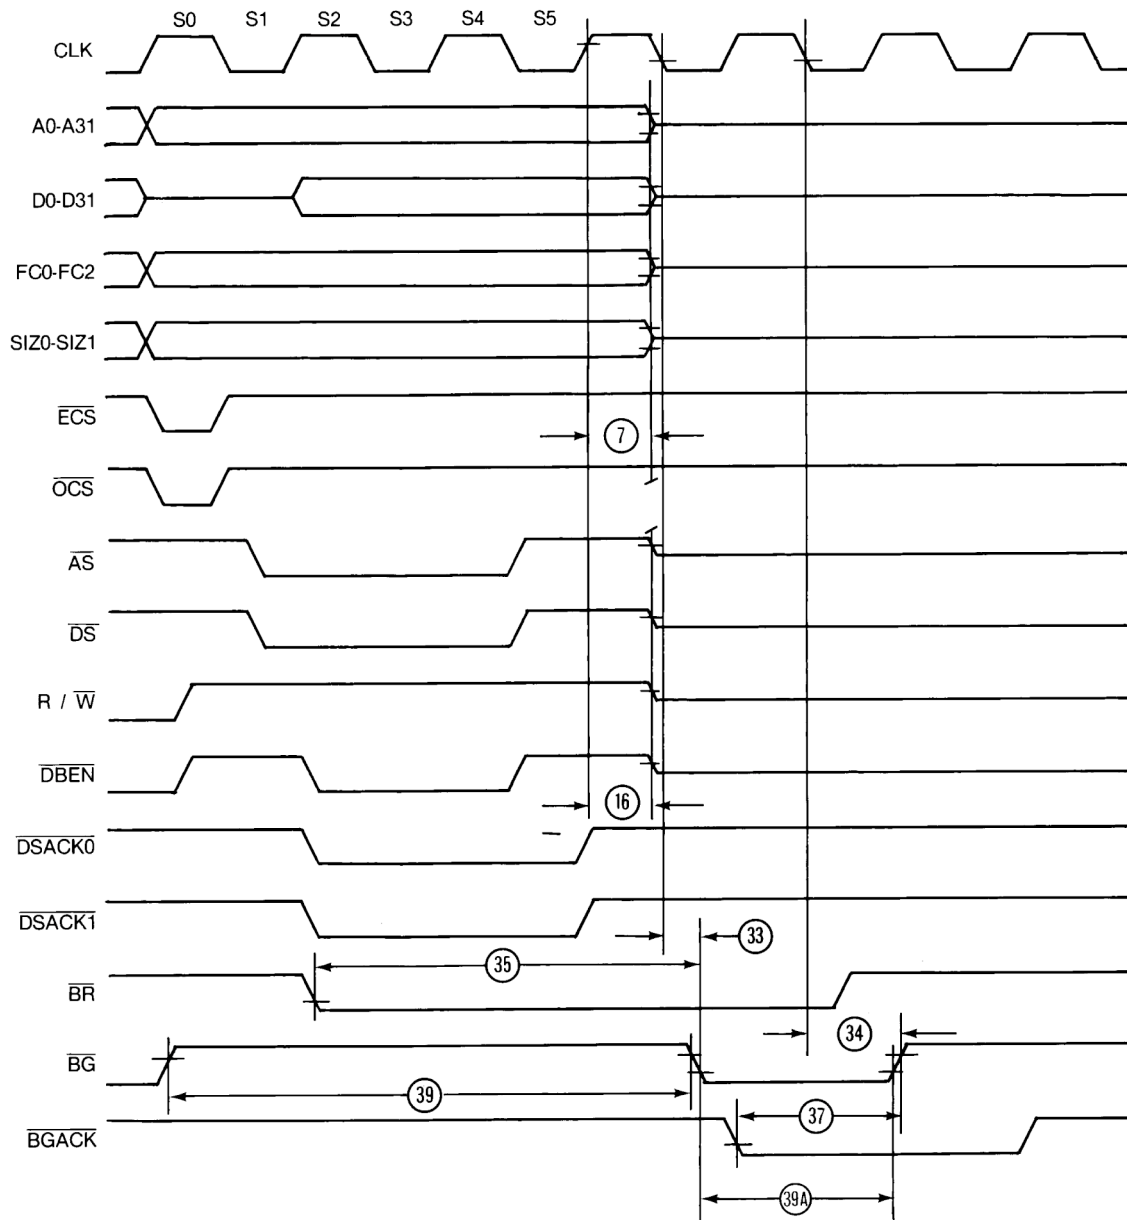 S0 S1 S2 S3 S4 S5
CLK
A0-A31
D0-D31
FC0-FC2
SIZ0-SIZ1
ECS
7
OCS
AS
DS
R / W
DBEN
16
DSACK0
DSACK1
33
35
BR
34
BG
39
37
BGACK
39A